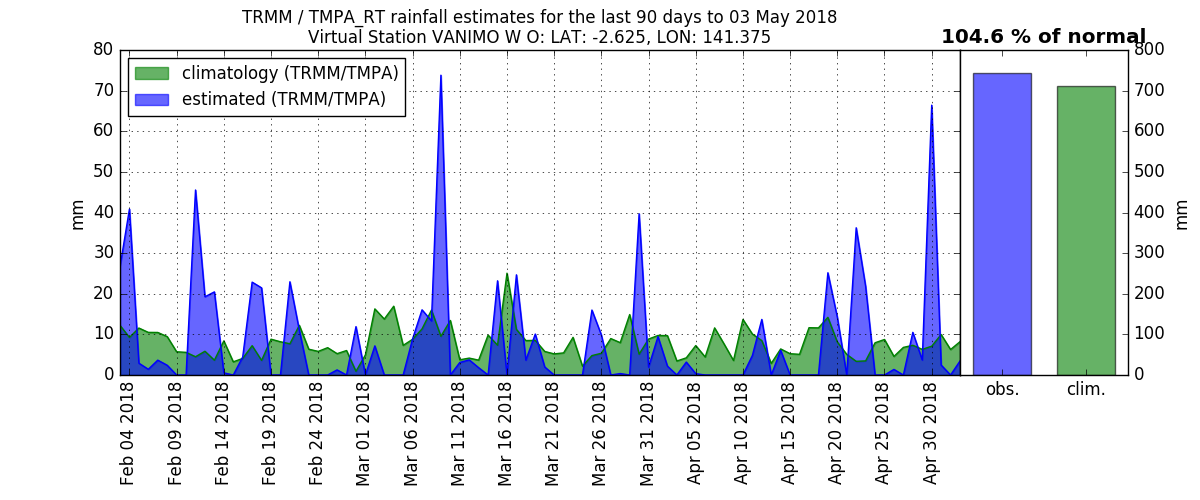 TRMM / TMPA_RT rainfall estimates for the last 90 days to 03 May 2018
Virtual Station VANIMO W O: LAT: -2.625, LON: 141.375
104.6 % of normal
climatology (TRMM/TMPA)
estimated (TRMM/TMPA)
80
70
60
50
40
30
20
10
0
mm
Feb 04 2018
Feb 09 2018
Feb 14 2018
Feb 19 2018
Feb 24 2018
Mar 01 2018
Mar 06 2018
Mar 11 2018
Mar 16 2018
Mar 21 2018
Mar 26 2018
Mar 31 2018
Apr 05 2018
Apr 10 2018
Apr 15 2018
Apr 20 2018
Apr 25 2018
Apr 30 2018
obs.
clim.
800
700
600
500
400
300
200
100
0
mm